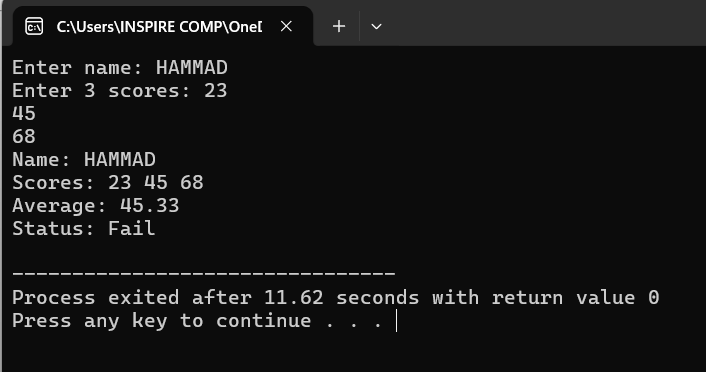 C:\Users\INSPIRE COMP\OneD
Enter name: HAMMAD
Enter 3 scores: 23
45
68
Name: HAMMAD
Scores: 23 45 68
Average: 45.33
Status: Fail
--------------------------------
Process exited after 11.62 seconds with return value 0
Press any key to continue . . .